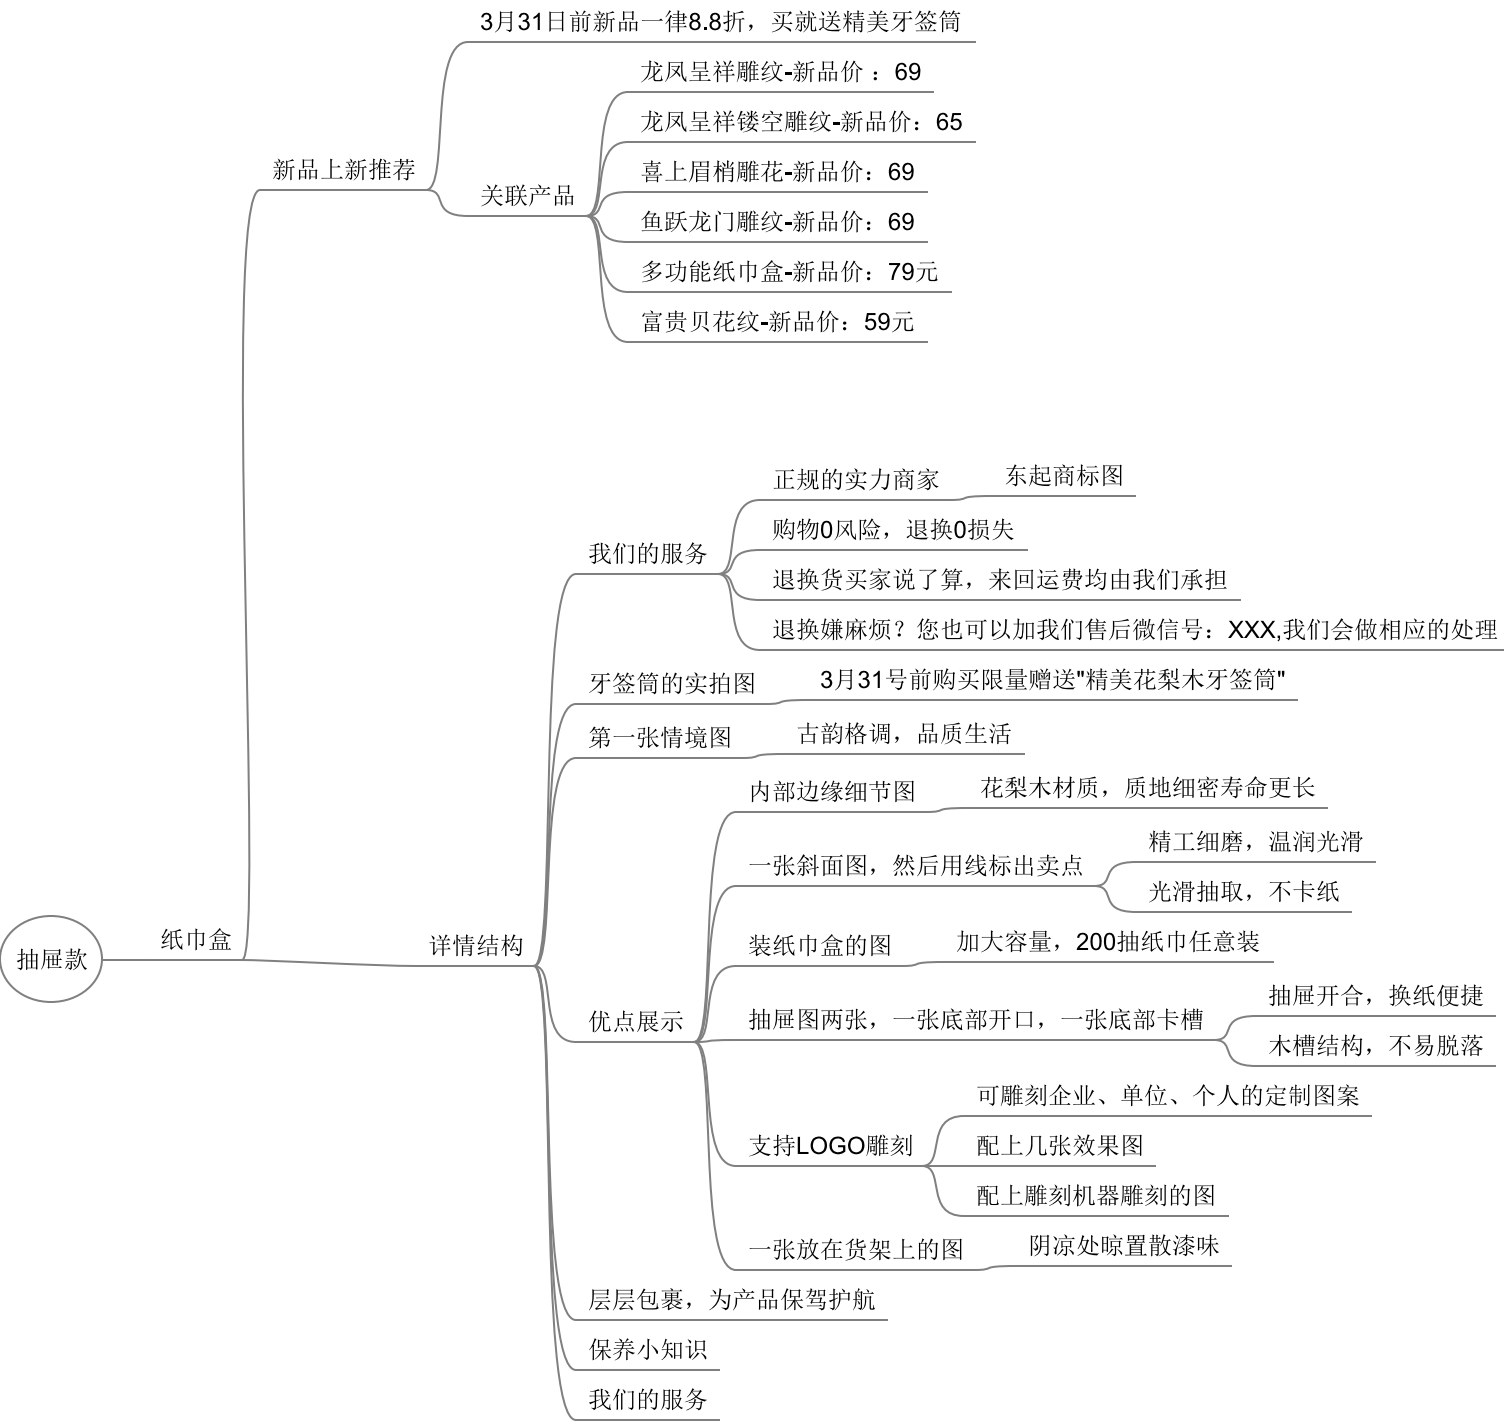 抽屉款
纸巾盒
新品上新推荐
3月31日前新品一律8.8折，买就送精美牙签筒
关联产品
龙凤呈祥雕纹-新品价 ：69
龙凤呈祥镂空雕纹-新品价：65
喜上眉梢雕花-新品价：69
鱼跃龙门雕纹-新品价：69
多功能纸巾盒-新品价：79元
富贵贝花纹-新品价：59元
详情结构
我们的服务
正规的实力商家
东起商标图
购物0风险，退换0损失
退换货买家说了算，来回运费均由我们承担
退换嫌麻烦？您也可以加我们售后微信号：XXX,我们会做相应的处理
牙签筒的实拍图
3月31号前购买限量赠送"精美花梨木牙签筒"
第一张情境图
古韵格调，品质生活
优点展示
内部边缘细节图
花梨木材质，质地细密寿命更长
一张斜面图，然后用线标出卖点
精工细磨，温润光滑
光滑抽取，不卡纸
装纸巾盒的图
加大容量，200抽纸巾任意装
抽屉图两张，一张底部开口，一张底部卡槽
抽屉开合，换纸便捷
木槽结构，不易脱落
支持LOGO雕刻
可雕刻企业、单位、个人的定制图案
配上几张效果图
配上雕刻机器雕刻的图
一张放在货架上的图
阴凉处晾置散漆味
层层包裹，为产品保驾护航
保养小知识
我们的服务